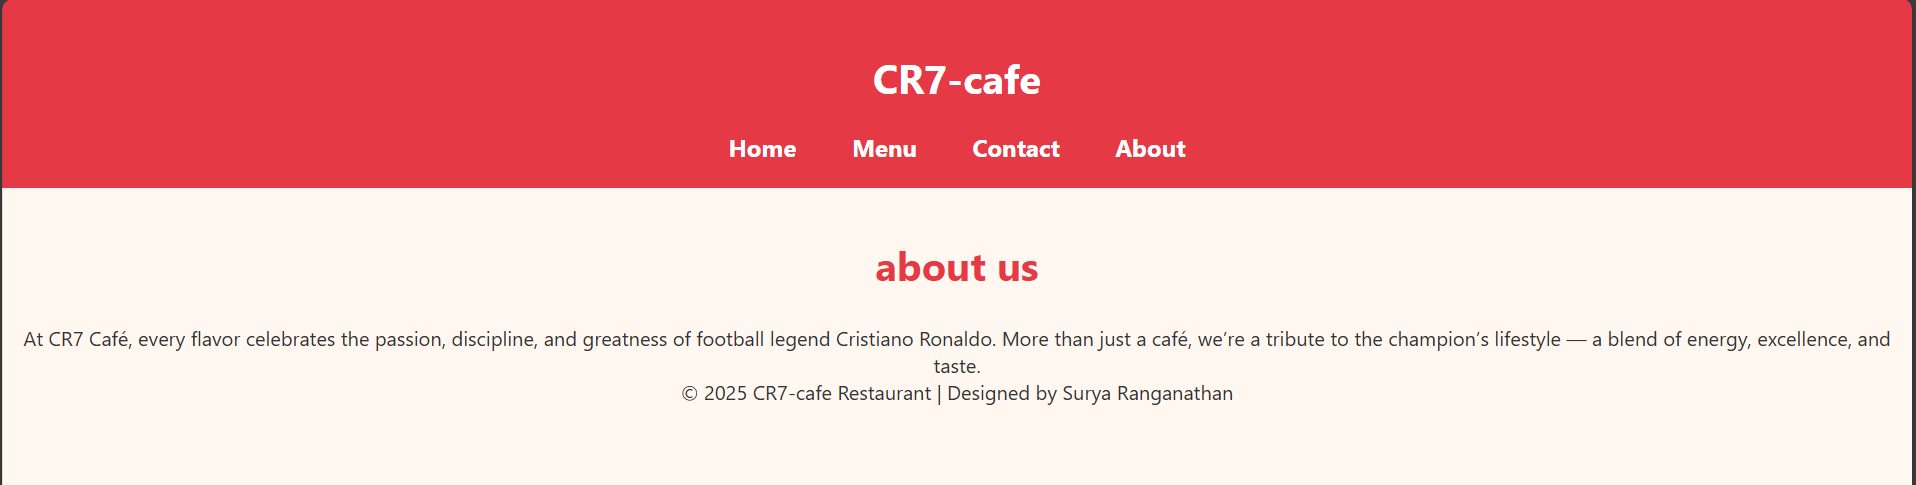 CR7-cafe
Home Menu Contact About
about us
At CR7 Café, every flavor celebrates the passion, discipline, and greatness of football legend Cristiano Ronaldo. More than just a café, we’re a tribute to the champion’s lifestyle — a blend of energy, excellence, and
taste.
© 2025 CR7-cafe Restaurant | Designed by Surya Ranganathan